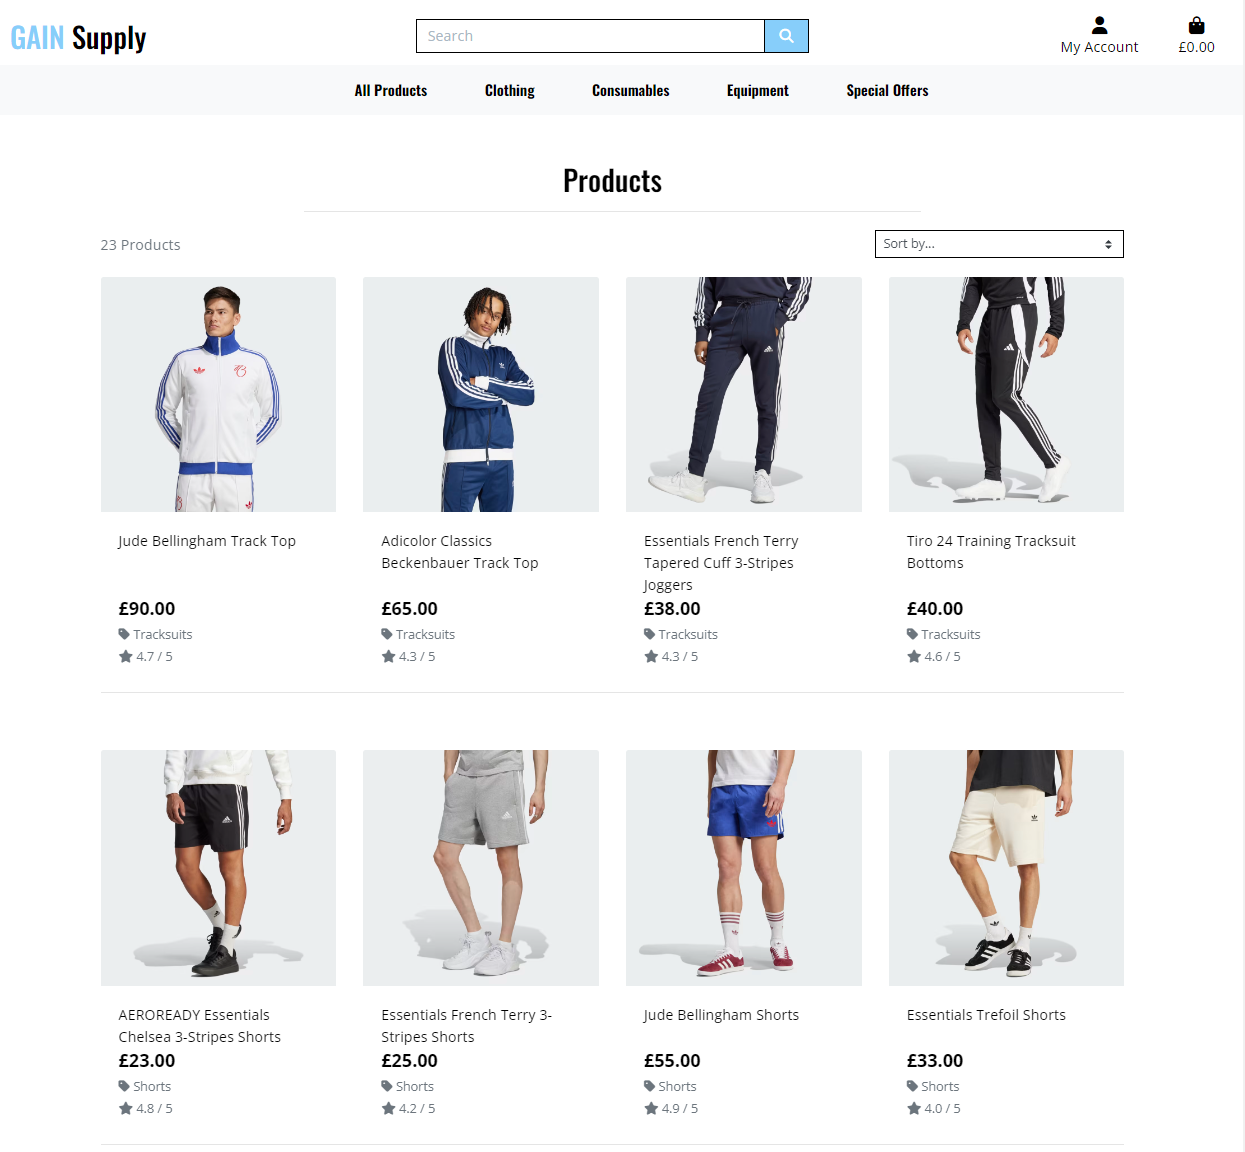 GAIN Supply
Search
My Account
£0.00
All Products
Clothing
Consumables
Equipment
Special Offers
Products
23 Products
Sort by...
Jude Bellingham Track Top
£90.00
Tracksuits
4.7 / 5
Adicolor Classics
Beckenbauer Track Top
£65.00
Tracksuits
4.3 / 5
Essentials French Terry
Tapered Cuff 3-Stripes
Joggers
£38.00
Tracksuits
4.3 / 5
Tiro 24 Training Tracksuit
Bottoms
£40.00
Tracksuits
4.6 / 5
AEROREADY Essentials
Chelsea 3-Stripes Shorts
£23.00
Shorts
4.8 / 5
Essentials French Terry 3-
Stripes Shorts
£25.00
Shorts
4.2 / 5
Jude Bellingham Shorts
£55.00
Shorts
4.9 / 5
Essentials Trefoil Shorts
£33.00
Shorts
4.0 / 5